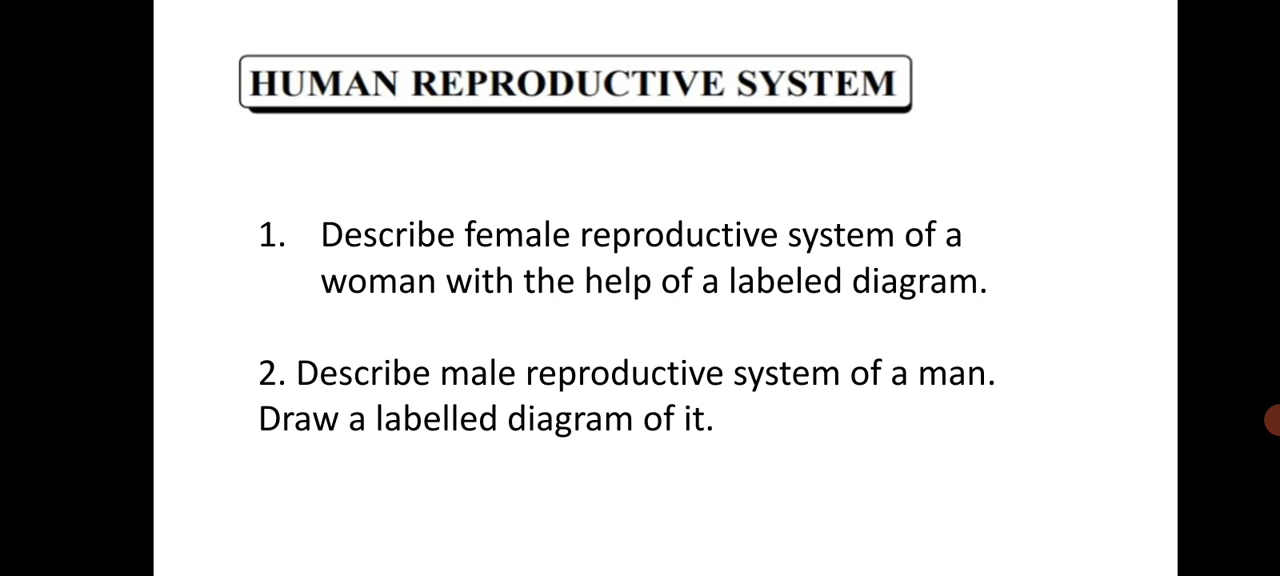 HUMAN REPRODUCTIVE SYSTEM
1. Describe female reproductive system of a
woman with the help of a labeled diagram.
2. Describe male reproductive system of a man.
Draw a labelled diagram of it.